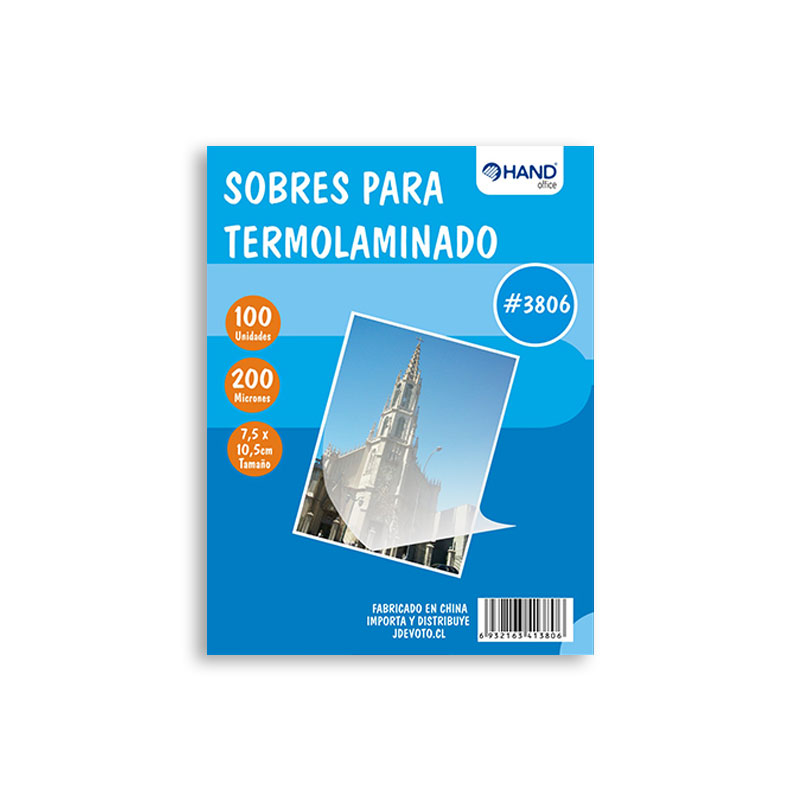 HAND
office
SOBRES PARA
TERMOLAMINADO
#3806
100
Unidades
200
Micrones
7,5 x
10,5cm
Tamaño
FABRICADO EN CHINA
IMPORTA Y DISTRIBUYE
JDEVOTO.CL
6 932163 413806